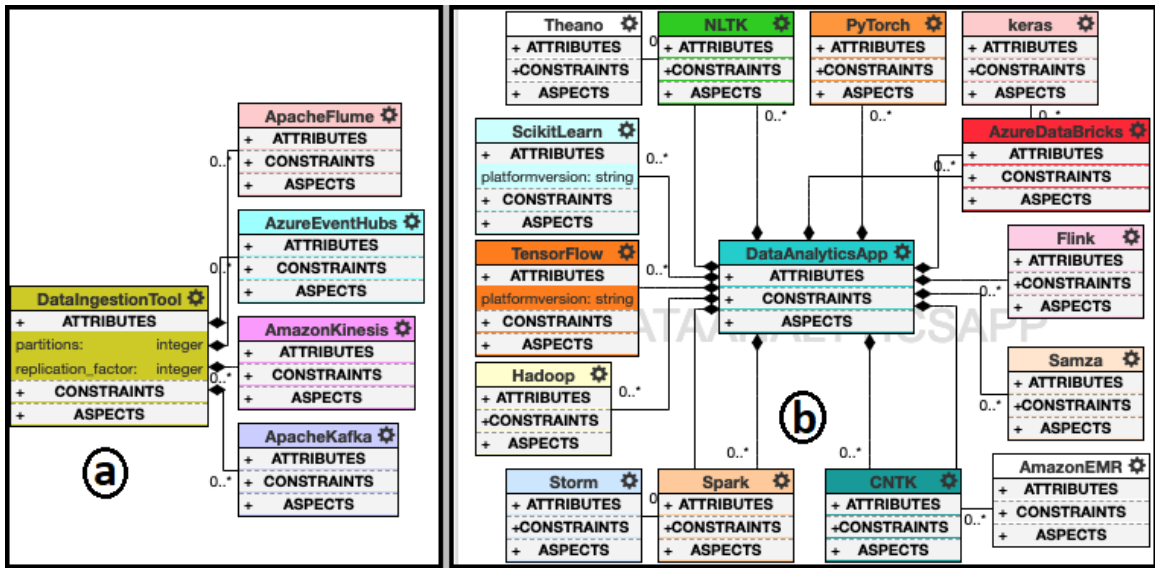 ApacheFlume
+ ATTRIBUTES
+ CONSTRAINTS
+ ASPECTS
0..*
AzureEventHubs
+ ATTRIBUTES
+ CONSTRAINTS
+ ASPECTS
0..*
DataIngestionTool
+ ATTRIBUTES
partitions: integer
replication_factor: integer
+ CONSTRAINTS
+ ASPECTS
AmazonKinesis
+ ATTRIBUTES
+ CONSTRAINTS
+ ASPECTS
0..*
ApacheKafka
+ ATTRIBUTES
+ CONSTRAINTS
+ ASPECTS
0..*
a
Theano
+ ATTRIBUTES
+CONSTRAINTS
+ ASPECTS
0
NLTK
+ ATTRIBUTES
+CONSTRAINTS
+ ASPECTS
0..*
PyTorch
+ ATTRIBUTES
+CONSTRAINTS
+ ASPECTS
0..*
keras
+ ATTRIBUTES
+CONSTRAINTS
+ ASPECTS
0..*
ScikitLearn
+ ATTRIBUTES
platformversion: string
+ CONSTRAINTS
+ ASPECTS
0..*
AzureDataBricks
+ ATTRIBUTES
+ CONSTRAINTS
+ ASPECTS
0..*
TensorFlow
+ ATTRIBUTES
platformversion: string
+ CONSTRAINTS
+ ASPECTS
0..*
DataAnalyticsApp
+ ATTRIBUTES
+ CONSTRAINTS
+ ASPECTS
ATAANALYTICSAPP
Flink
+ ATTRIBUTES
+CONSTRAINTS
+ ASPECTS
0..*
Hadoop
+ ATTRIBUTES
+CONSTRAINTS
+ ASPECTS
0..*
b
Samza
+ ATTRIBUTES
+CONSTRAINTS
+ ASPECTS
0..*
Storm
+ ATTRIBUTES
+CONSTRAINTS
+ ASPECTS
0
Spark
+ ATTRIBUTES
+CONSTRAINTS
+ ASPECTS
0..*
CNTK
+ ATTRIBUTES
+CONSTRAINTS
+ ASPECTS
0..*
AmazonEMR
+ ATTRIBUTES
+ CONSTRAINTS
+ ASPECTS
0..*